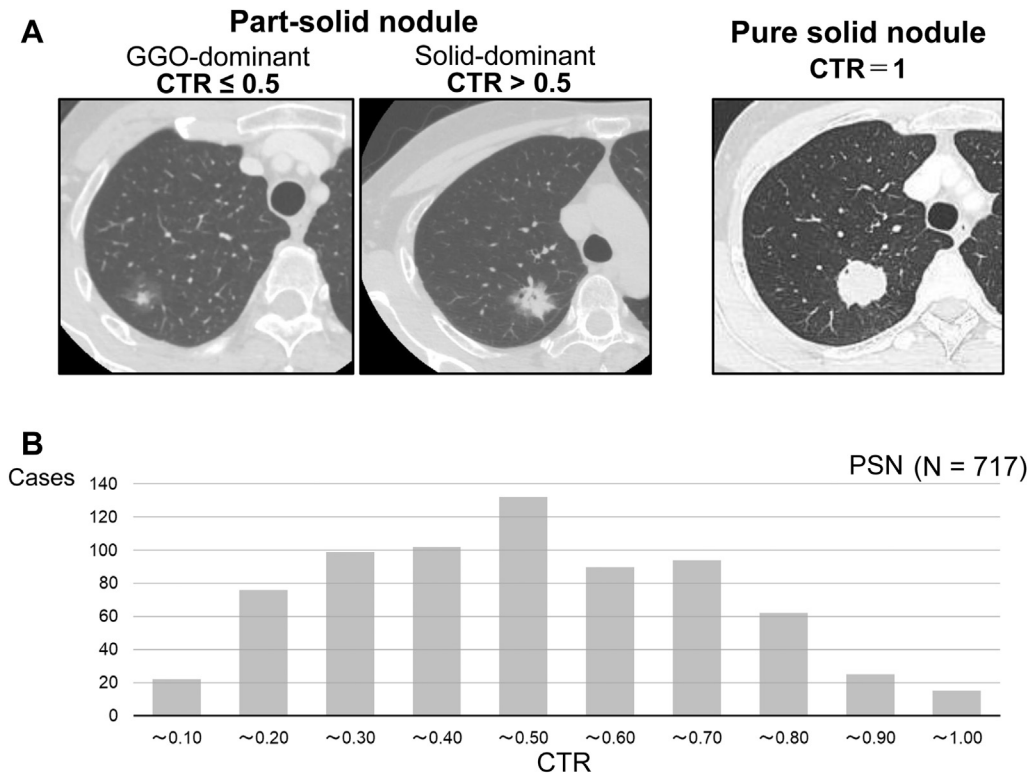 A
Part-solid nodule
GGO-dominant
CTR ≤ 0.5
Solid-dominant
CTR > 0.5
Pure solid nodule
CTR = 1
B
Cases
PSN (N = 717)
140
120
100
80
60
40
20
0
~0.10 ~0.20 ~0.30 ~0.40 ~0.50 ~0.60 ~0.70 ~0.80 ~0.90 ~1.00
CTR